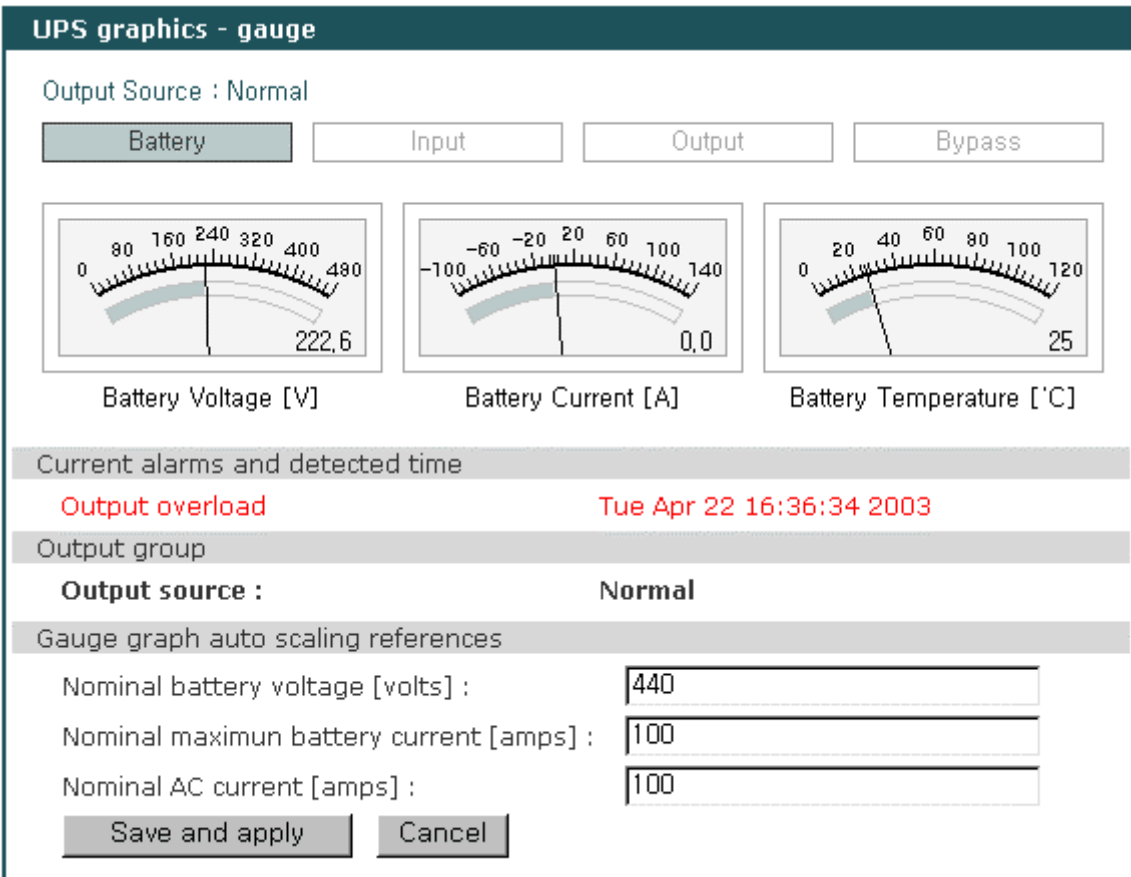 UPS graphics - gauge
Output Source : Normal
Battery Input Output Bypass
0 80 160 240 320 400 480
222,6
Battery Voltage [V]
-100 -60 -20 20 60 100 140
0,0
Battery Current [A]
0 20 40 60 80 100 120
25
Battery Temperature [˚C]
Current alarms and detected time
Output overload Tue Apr 22 16:36:34 2003
Output group
Output source : Normal
Gauge graph auto scaling references
Nominal battery voltage [volts] : 440
Nominal maximun battery current [amps] : 100
Nominal AC current [amps] : 100
Save and apply Cancel